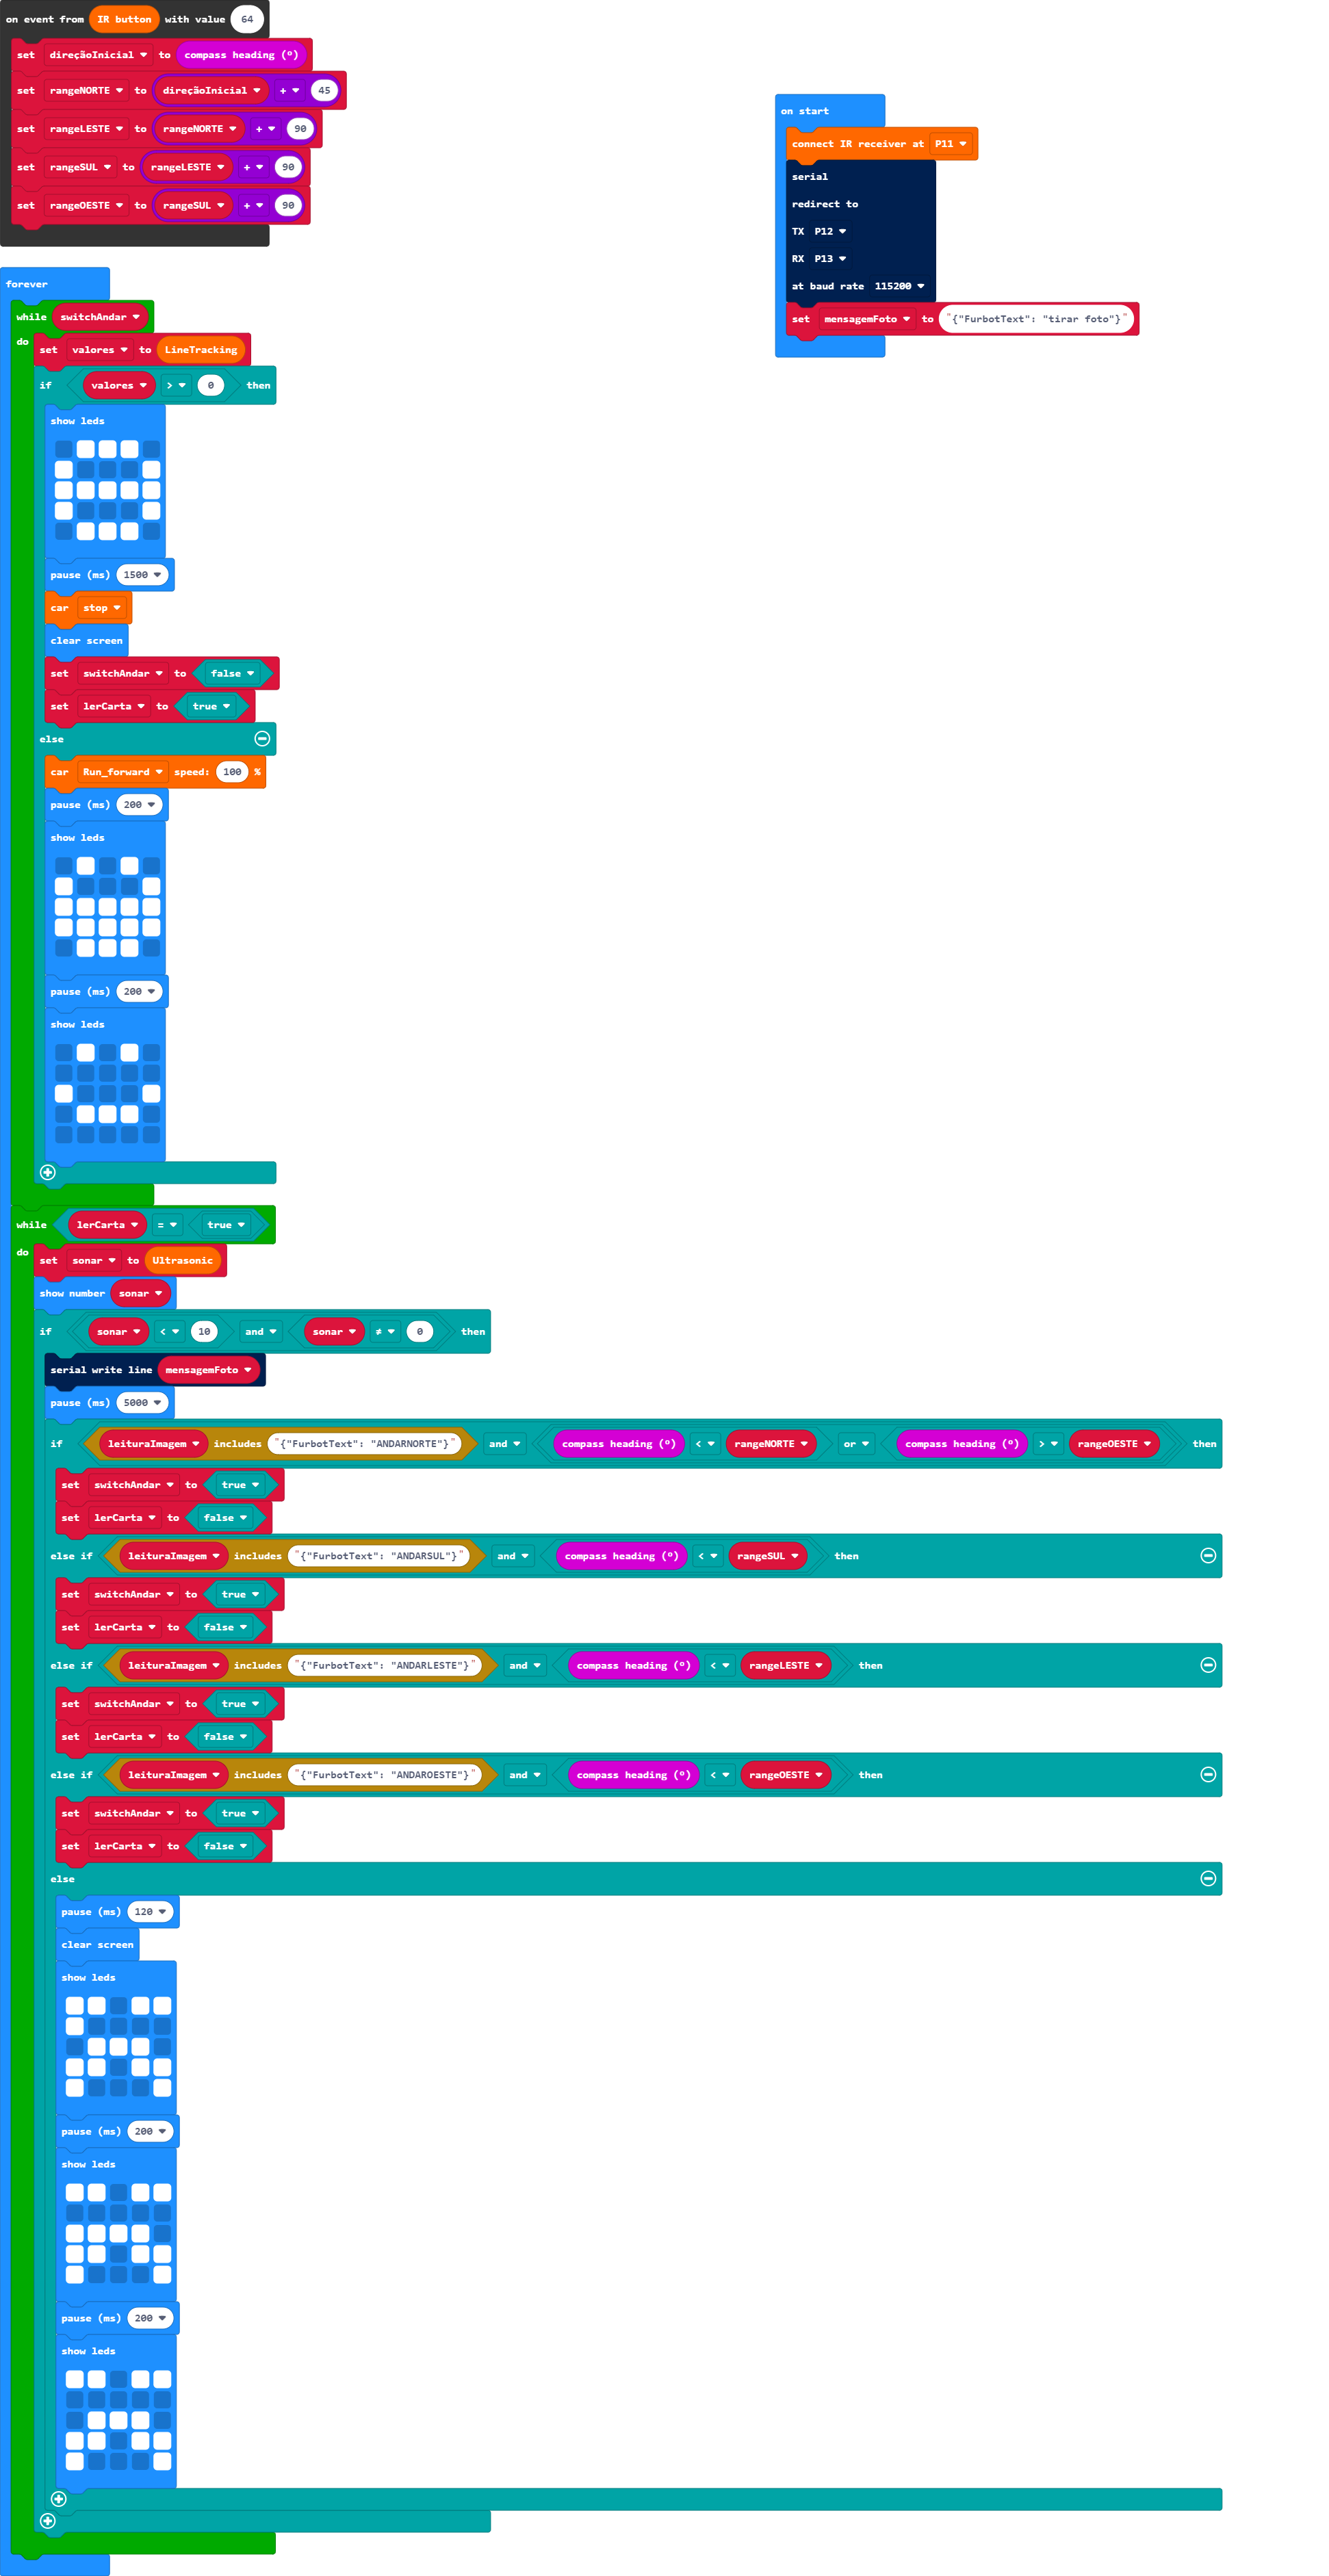 on event from IR button with value 64
set direçãoInicial to compass heading (º)
set rangeNORTE to direçãoInicial + 45
set rangeLESTE to rangeNORTE + 90
set rangeSUL to rangeLESTE + 90
set rangeOESTE to rangeSUL + 90
on start
connect IR receiver at P11
serial
redirect to
TX P12
RX P13
at baud rate 115200
set mensagemFoto to "{"FurbotText": "tirar foto"}"
forever
while switchAndar
do set valores to LineTracking
if valores > 0 then
show leds
pause (ms) 1500
car stop
clear screen
set switchAndar to false
set lerCarta to true
else
car Run_forward speed: 100 %
pause (ms) 200
show leds
pause (ms) 200
show leds
while lerCarta = true
do set sonar to Ultrasonic
show number sonar
if sonar < 10 and sonar ≠ 0 then
serial write line mensagemFoto
pause (ms) 5000
if leituraImagem includes "{"FurbotText": "ANDARNORTE"}" and compass heading (º) < rangeNORTE or compass heading (º) > rangeOESTE then
set switchAndar to true
set lerCarta to false
else if leituraImagem includes "{"FurbotText": "ANDARSUL"}" and compass heading (º) < rangeSUL then
set switchAndar to true
set lerCarta to false
else if leituraImagem includes "{"FurbotText": "ANDARLESTE"}" and compass heading (º) < rangeLESTE then
set switchAndar to true
set lerCarta to false
else if leituraImagem includes "{"FurbotText": "ANDAROESTE"}" and compass heading (º) < rangeOESTE then
set switchAndar to true
set lerCarta to false
else
pause (ms) 120
clear screen
show leds
pause (ms) 200
show leds
pause (ms) 200
show leds